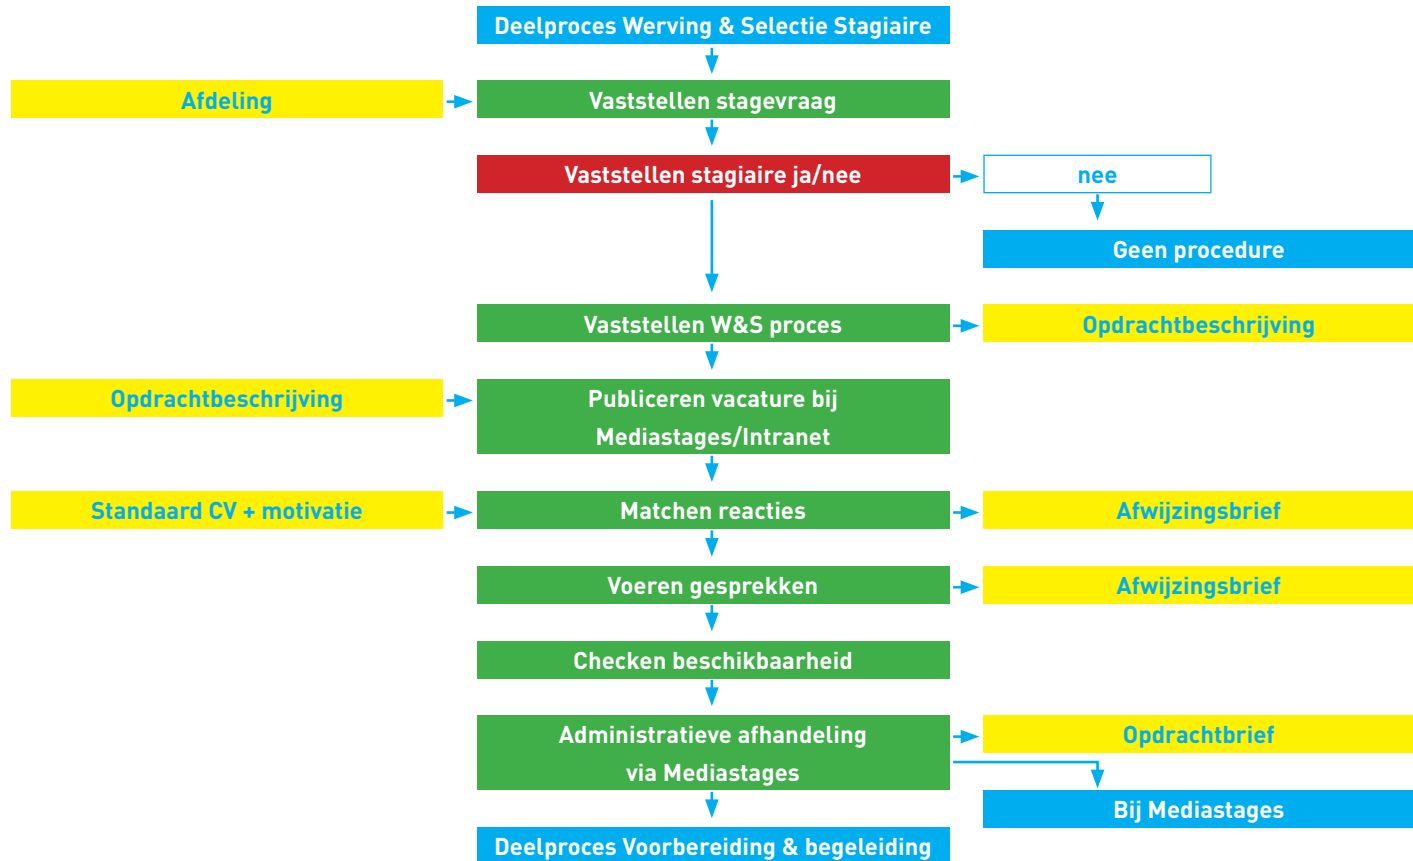 Deelproces Werving & Selectie Stagiaire
Afdeling
Vaststellen stagevraag
Vaststellen stagiaire ja/nee
nee
Geen procedure
Vaststellen W&S proces
Opdrachtbeschrijving
Opdrachtbeschrijving
Publiceren vacature bij
Mediastages/Intranet
Standaard CV + motivatie
Matchen reacties
Afwijzingsbrief
Voeren gesprekken
Afwijzingsbrief
Checken beschikbaarheid
Administratieve afhandeling
via Mediastages
Opdrachtbrief
Bij Mediastages
Deelproces Voorbereiding & begeleiding